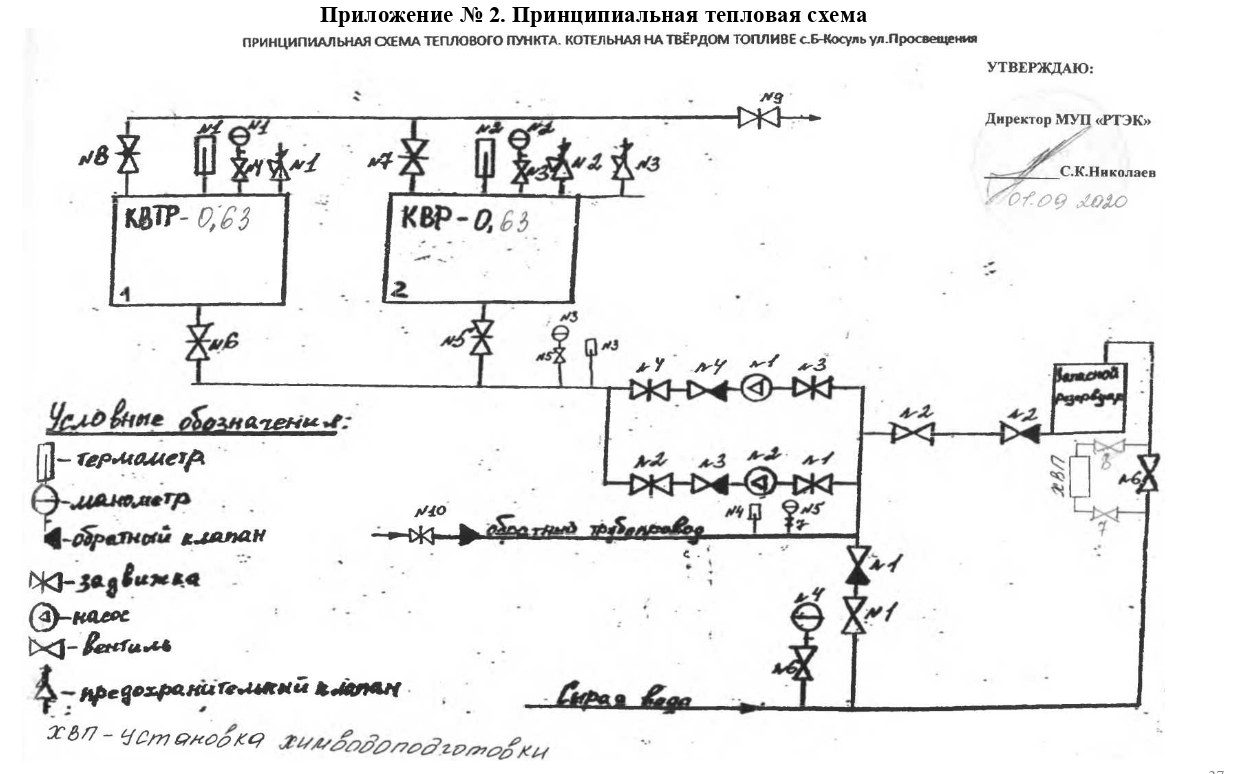 Приложение № 2. Принципиальная тепловая схема
ПРИНЦИПИАЛЬНАЯ СХЕМА ТЕПЛОВОГО ПУНКТА. КОТЕЛЬНАЯ НА ТВЁРДОМ ТОПЛИВЕ с.Б-Косуль ул.Просвещения
УТВЕРЖДАЮ:
Директор МУП «РТЭК»
С.К.Николаев
01.09 2020
№9
№8 №1 №1 №4 №1 №7 №2 №2 №3 №2 №3
КВТР-0,63
КВР-0,63
1
2
№6
№5
№3
№5
№3
№4 №4 №1 №3
Запасной
резервуар
№2 №2
№2 №3 №2 №1
ХВП
8
№6
7
№10
обратный трубопровод
№4
№5
7
№1
№4
№1
№6
Сырая вода
Условные обозначения:
-термометр
-манометр
-обратный клапан
-задвижка
-насос
-вентиль
-предохранительный клапан
ХВП-установка химводоподготовки